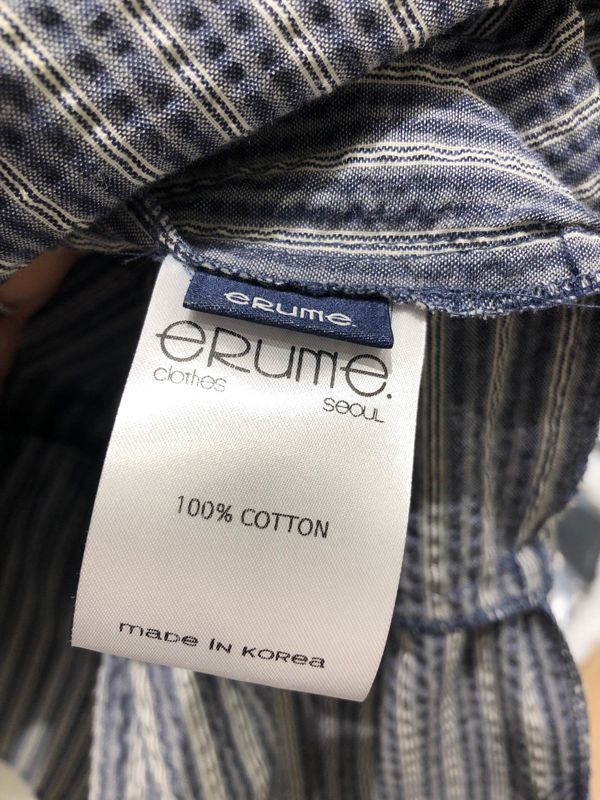 eRume.
eRume.
clothes
seoul
100% COTTON
maDe IN KOREA